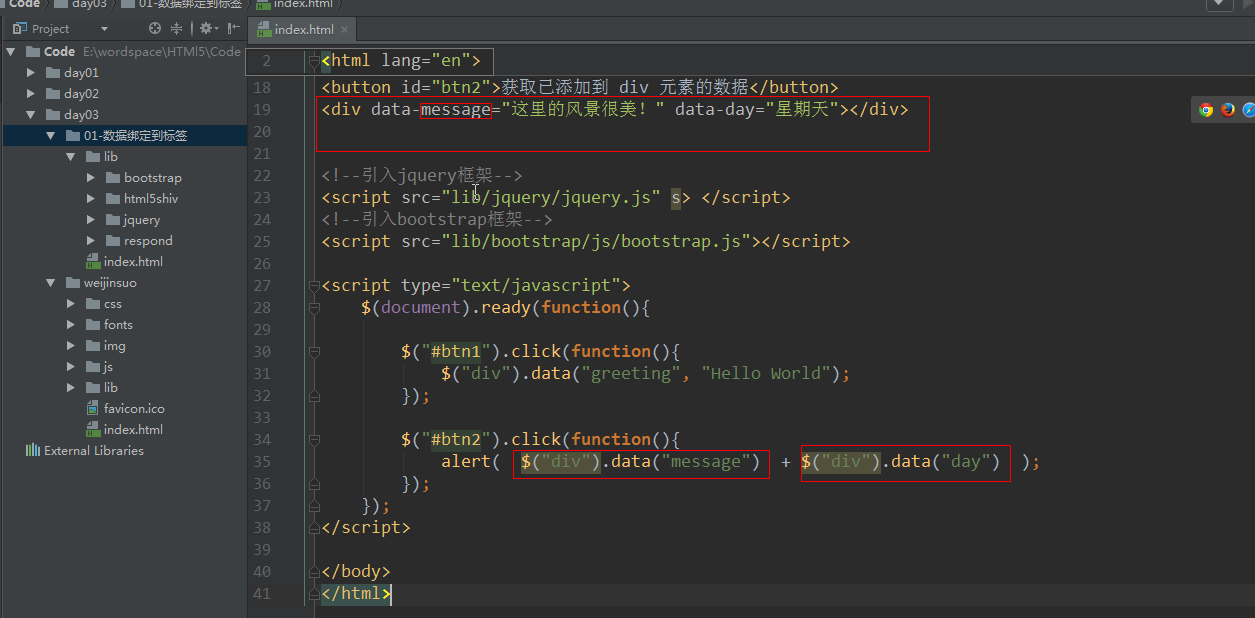 Code day03 01-数据绑定到标签 index.html
Project
index.html
Code E:\wordspace\HTMl5\Code
day01
day02
day03
01-数据绑定到标签
lib
bootstrap
html5shiv
jquery
respond
index.html
weijinsuo
css
fonts
img
js
lib
favicon.ico
index.html
External Libraries
2 <html lang="en">
18 <button id="btn2">获取已添加到 div 元素的数据</button>
19 <div data-message="这里的风景很美！" data-day="星期天"></div>
20
21
22 <!--引入jquery框架-->
23 <script src="lib/jquery/jquery.js" s> </script>
24 <!--引入bootstrap框架-->
25 <script src="lib/bootstrap/js/bootstrap.js"></script>
26
27 <script type="text/javascript">
28 $(document).ready(function(){
29
30 $("#btn1").click(function(){
31 $("div").data("greeting", "Hello World");
32 });
33
34 $("#btn2").click(function(){
35 alert( $("div").data("message") + $("div").data("day") );
36 });
37 });
38 </script>
39
40 </body>
41 </html>